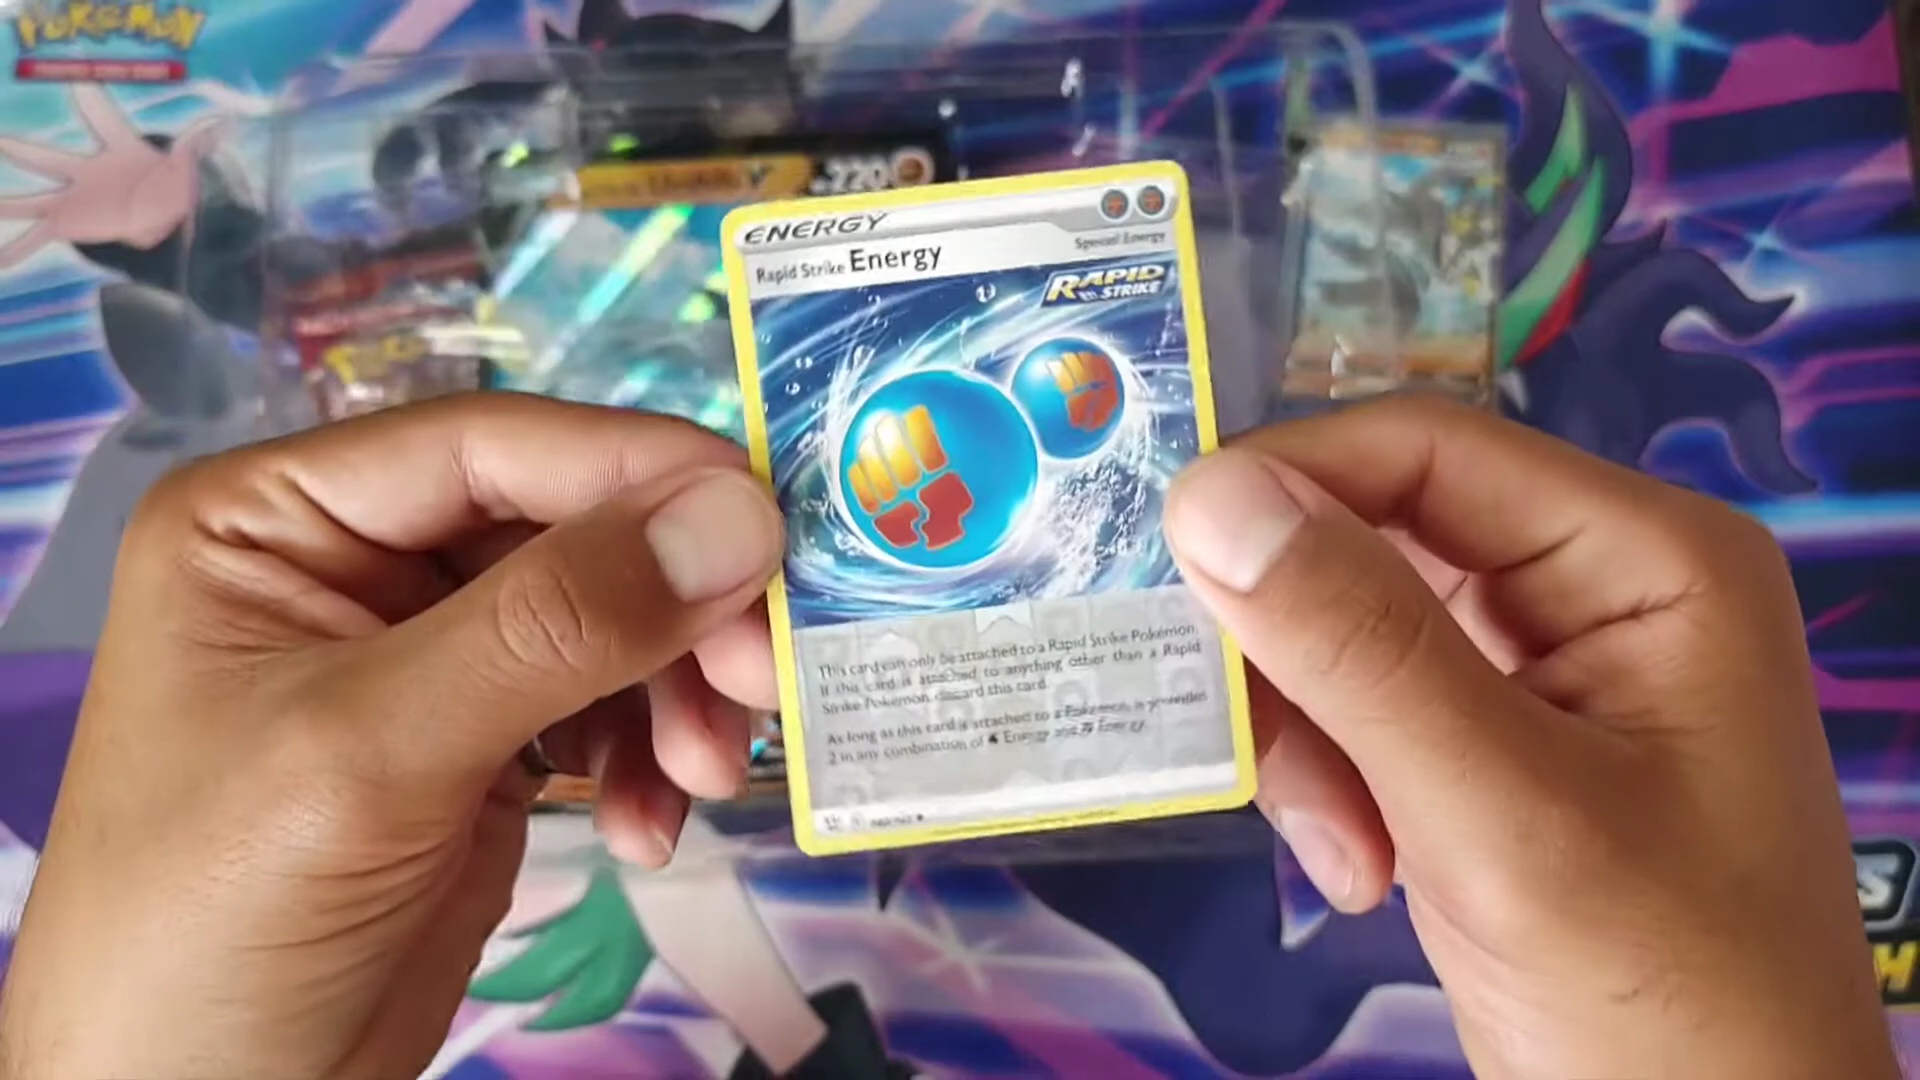 POKÉMON
220
ENERGY
Rapid Strike Energy
Special Energy
RAPID
STRIKE
This card can only be attached to a Rapid Strike Pokémon.
If this card is attached to anything other than a Rapid
Strike Pokémon, discard this card.
As long as this card is attached to a Pokémon, it provides
2 in any combination of Energy and Energy.